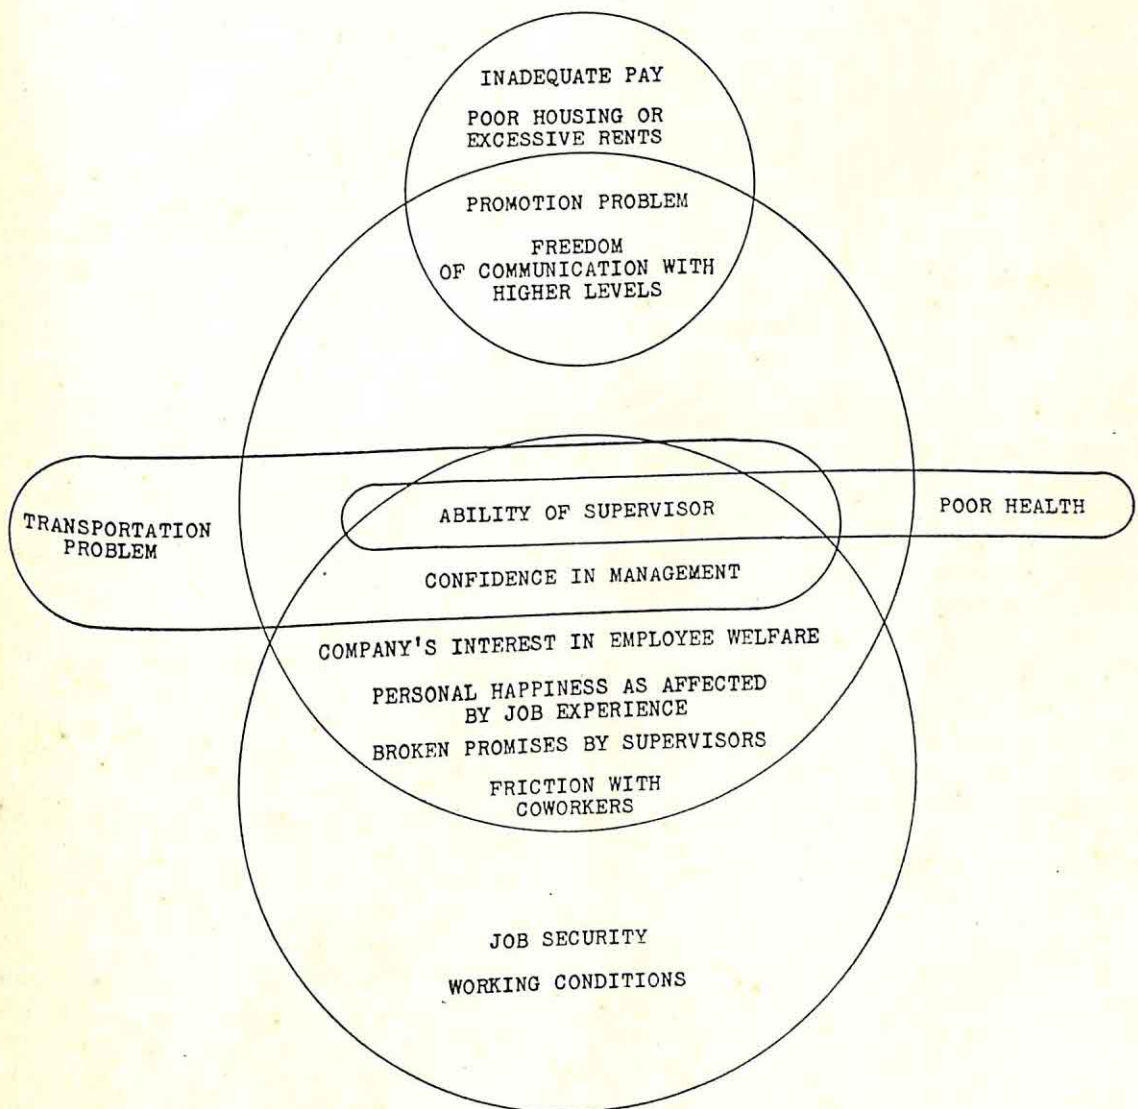 INADEQUATE PAY
POOR HOUSING OR
EXCESSIVE RENTS
PROMOTION PROBLEM
FREEDOM
OF COMMUNICATION WITH
HIGHER LEVELS
TRANSPORTATION
PROBLEM
ABILITY OF SUPERVISOR
POOR HEALTH
CONFIDENCE IN MANAGEMENT
COMPANY'S INTEREST IN EMPLOYEE WELFARE
PERSONAL HAPPINESS AS AFFECTED
BY JOB EXPERIENCE
BROKEN PROMISES BY SUPERVISORS
FRICTION WITH
COWORKERS
JOB SECURITY
WORKING CONDITIONS